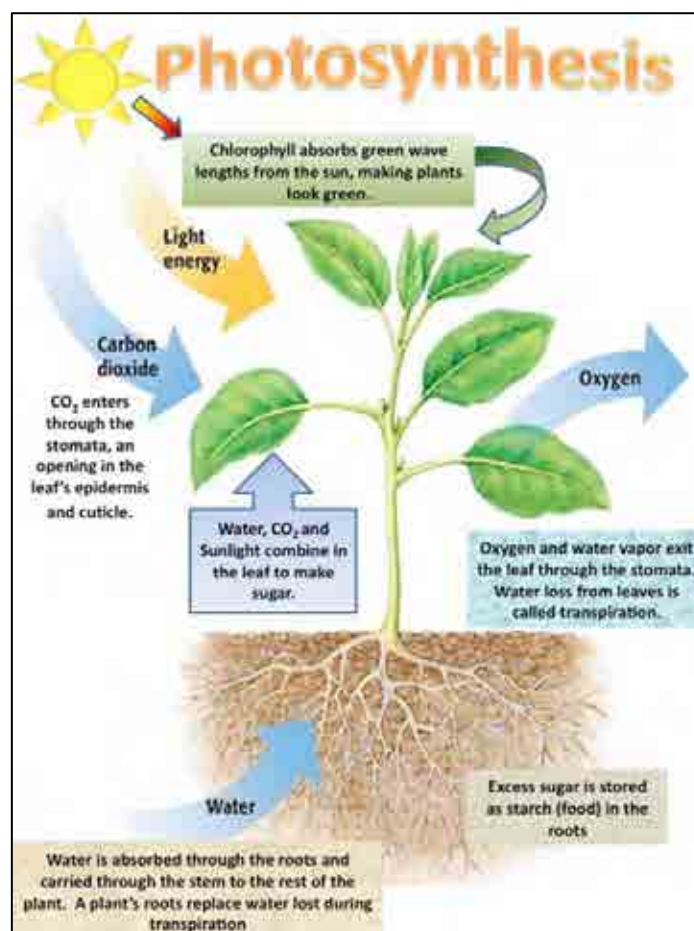 Photosynthesis
Chlorophyll absorbs green wave
lengths from the sun, making plants
look green.
Light
energy
Carbon
dioxide
CO₂ enters
through the
stomata, an
opening in the
leaf's epidermis
and cuticle.
Oxygen
Water, CO₂ and
Sunlight combine in
the leaf to make
sugar.
Oxygen and water vapor exit
the leaf through the stomata.
Water loss from leaves is
called transpiration.
Water
Excess sugar is stored
as starch (food) in the
roots
Water is absorbed through the roots and
carried through the stem to the rest of the
plant. A plant's roots replace water lost during
transpiration